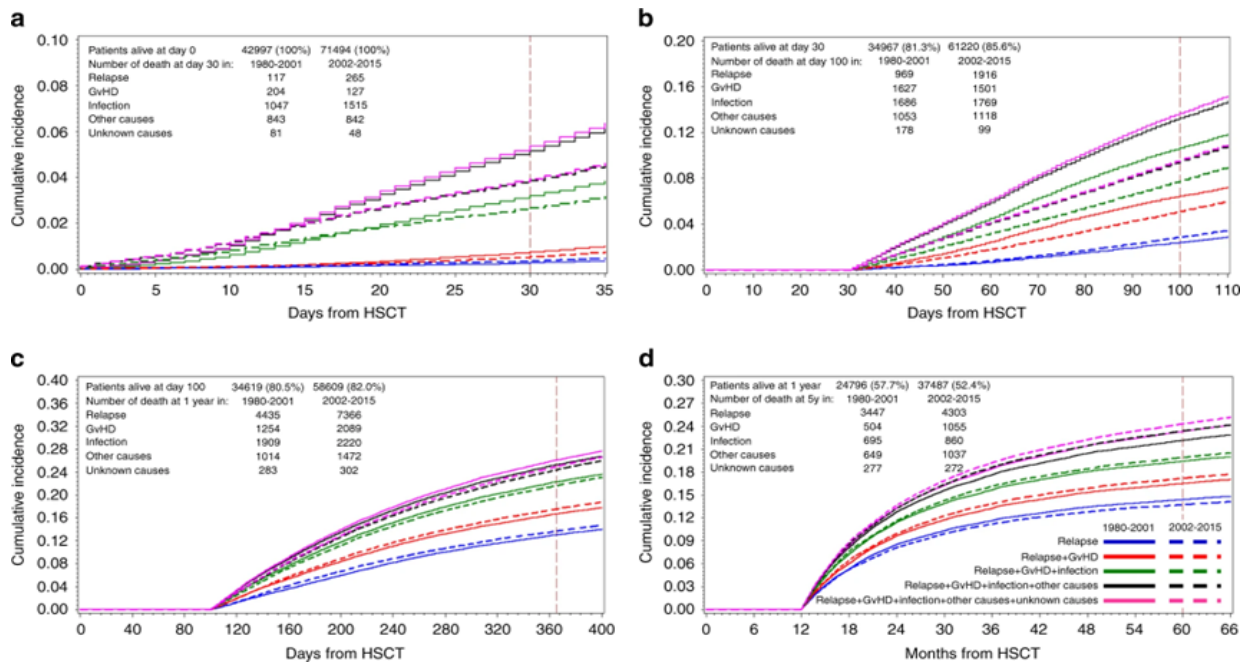 a
Cumulative incidence
0.10
0.08
0.06
0.04
0.02
0.00
Patients alive at day 0 42997 (100%) 71494 (100%)
Number of death at day 30 in: 1980-2001 2002-2015
Relapse 117 265
GvHD 204 127
Infection 1047 1515
Other causes 843 842
Unknown causes 81 48
0 5 10 15 20 25 30 35
Days from HSCT
b
Cumulative incidence
0.20
0.16
0.12
0.08
0.04
0.00
Patients alive at day 30 34967 (81.3%) 61220 (85.6%)
Number of death at day 100 in: 1980-2001 2002-2015
Relapse 969 1916
GvHD 1627 1501
Infection 1686 1769
Other causes 1053 1118
Unknown causes 178 99
0 10 20 30 40 50 60 70 80 90 100 110
Days from HSCT
c
Cumulative incidence
0.40
0.36
0.32
0.28
0.24
0.20
0.16
0.12
0.08
0.04
0.00
Patients alive at day 100 34619 (80.5%) 58609 (82.0%)
Number of death at 1 year in: 1980-2001 2002-2015
Relapse 4435 7366
GvHD 1254 2089
Infection 1909 2220
Other causes 1014 1472
Unknown causes 283 302
0 40 80 120 160 200 240 280 320 360 400
Days from HSCT
d
Cumulative incidence
0.30
0.27
0.24
0.21
0.18
0.15
0.12
0.09
0.06
0.03
0.00
Patients alive at 1 year 24796 (57.7%) 37487 (52.4%)
Number of death at 5y in: 1980-2001 2002-2015
Relapse 3447 4303
GvHD 504 1055
Infection 695 860
Other causes 649 1037
Unknown causes 277 272
1980-2001 2002-2015
Relapse
Relapse+GvHD
Relapse+GvHD+infection
Relapse+GvHD+infection+other causes
Relapse+GvHD+infection+other causes+unknown causes
0 6 12 18 24 30 36 42 48 54 60 66
Months from HSCT